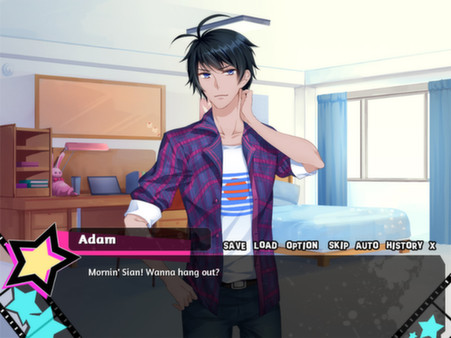 Adam
SAVE LOAD OPTION SKIP AUTO HISTORY X
Mornin' Sian! Wanna hang out?